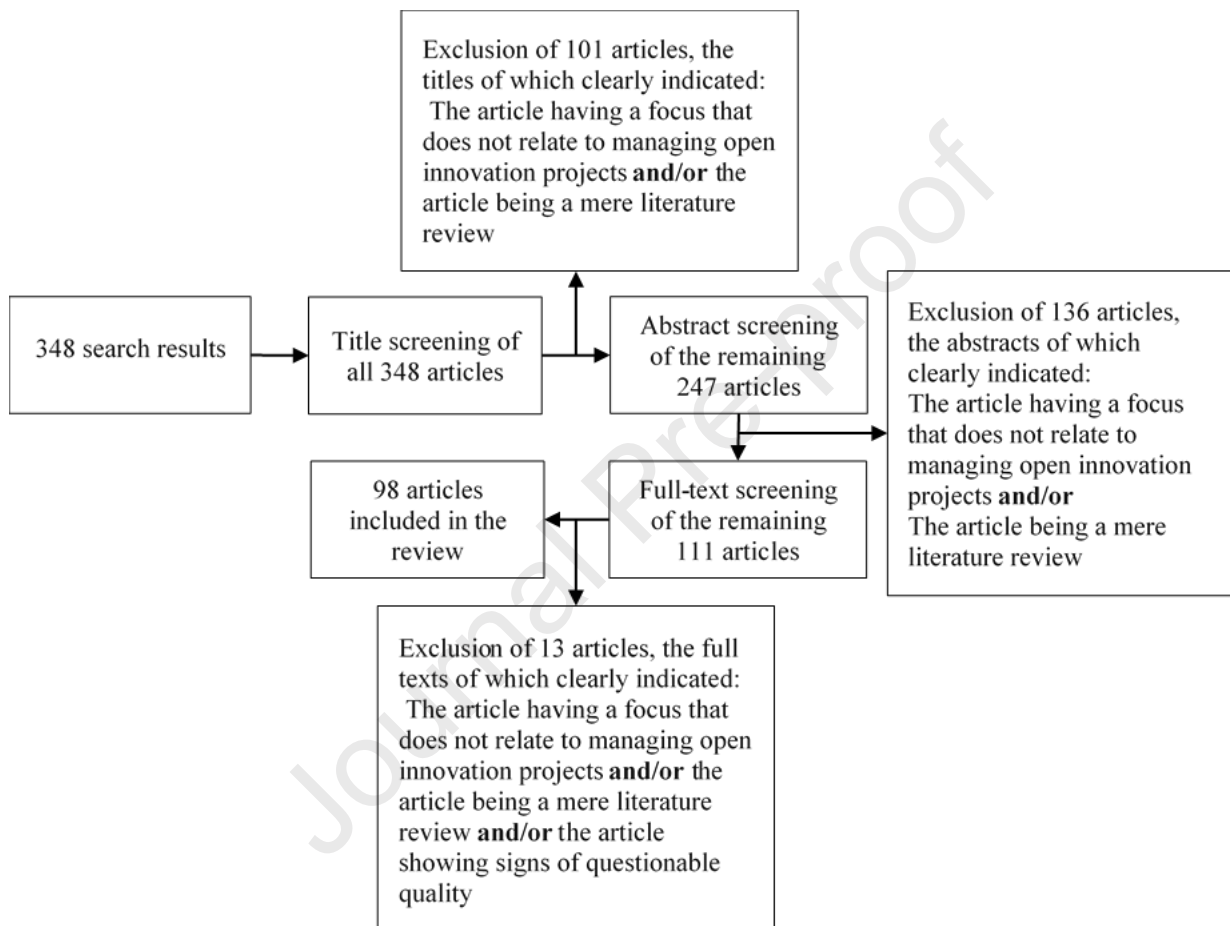 Exclusion of 101 articles, the
titles of which clearly indicated:
The article having a focus that
does not relate to managing open
innovation projects and/or the
article being a mere literature
review
348 search results
Title screening of
all 348 articles
Abstract screening
of the remaining
247 articles
Exclusion of 136 articles,
the abstracts of which
clearly indicated:
The article having a focus
that does not relate to
managing open innovation
projects and/or
The article being a mere
literature review
Full-text screening
of the remaining
111 articles
98 articles
included in the
review
Exclusion of 13 articles, the full
texts of which clearly indicated:
The article having a focus that
does not relate to managing open
innovation projects and/or the
article being a mere literature
review and/or the article
showing signs of questionable
quality
Journal Pre-proof